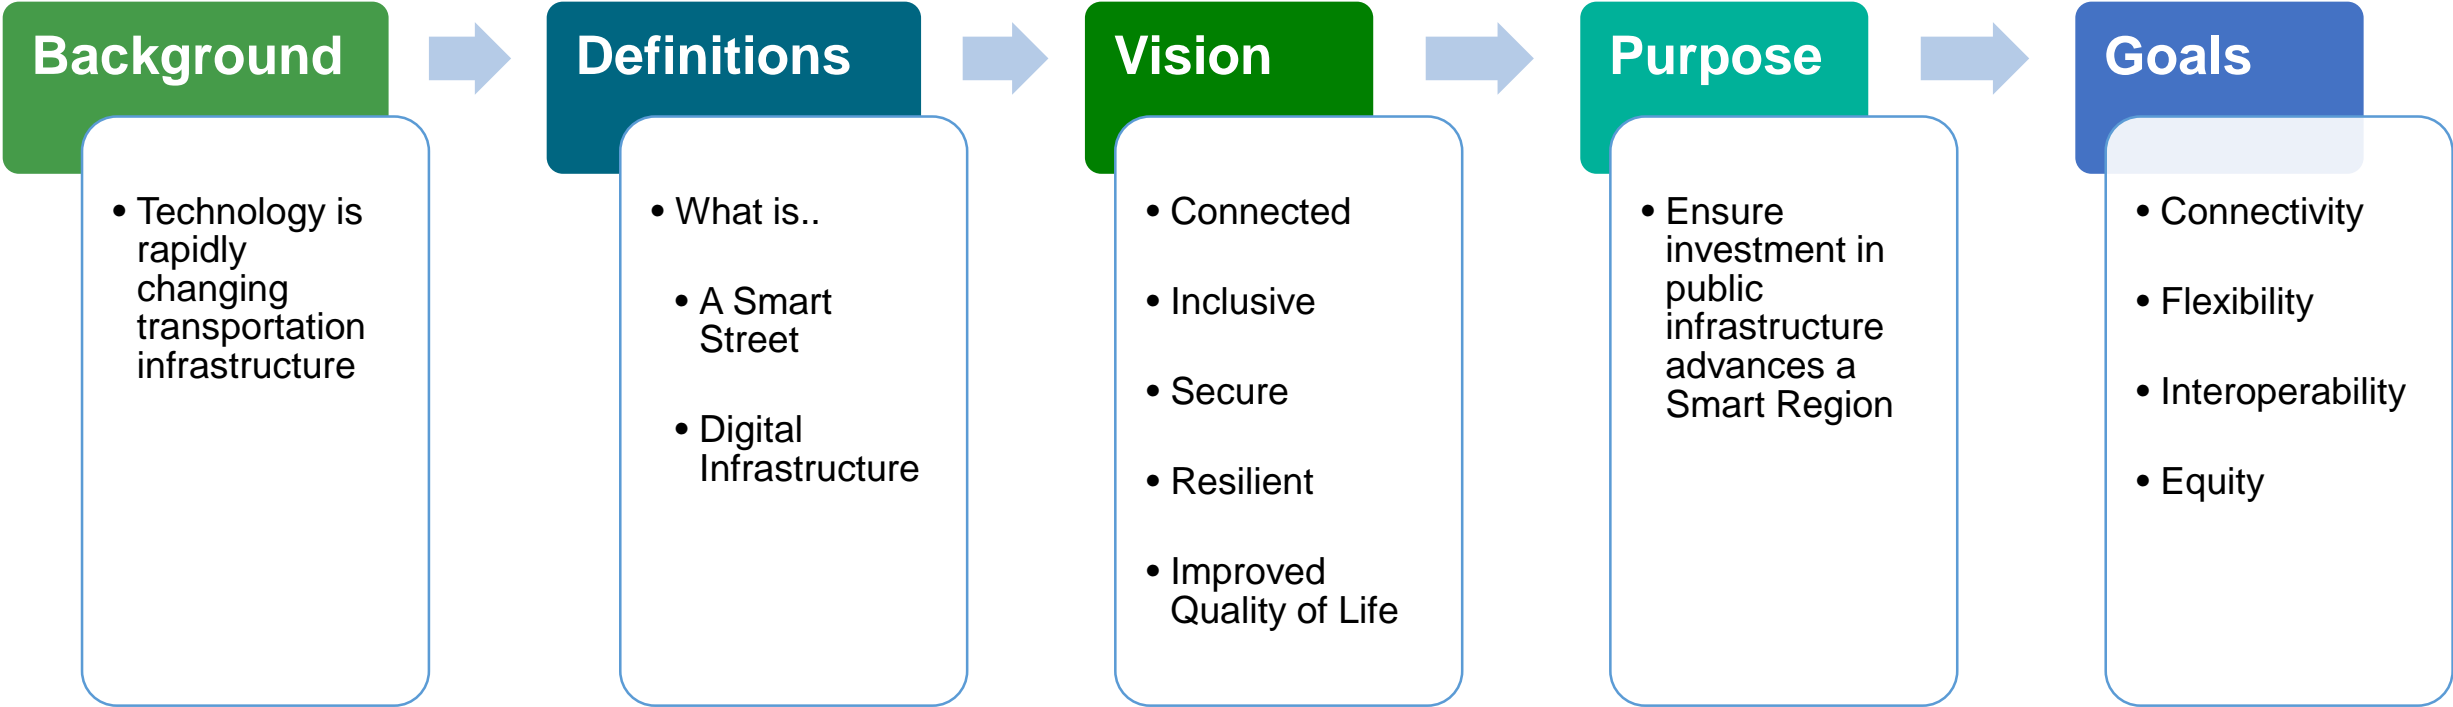 Background
• Technology is
rapidly
changing
transportation
infrastructure
Definitions
• What is..
• A Smart
Street
• Digital
Infrastructure
Vision
• Connected
• Inclusive
• Secure
• Resilient
• Improved
Quality of Life
Purpose
• Ensure
investment in
public
infrastructure
advances a
Smart Region
Goals
• Connectivity
• Flexibility
• Interoperability
• Equity